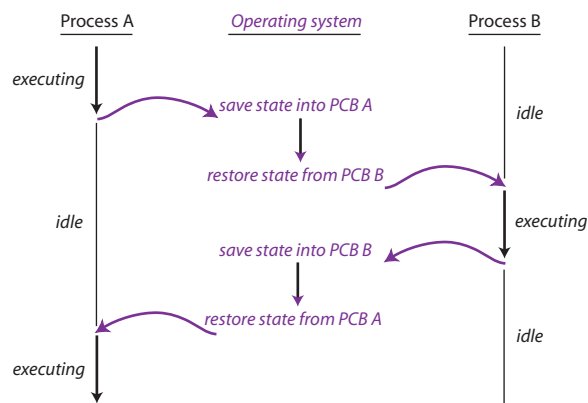 Process A
Operating system
Process B
executing
save state into PCB A
idle
restore state from PCB B
idle
executing
save state into PCB B
restore state from PCB A
idle
executing